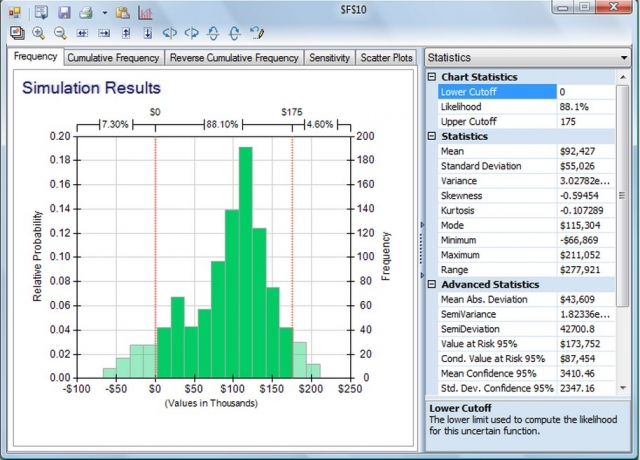 SFS10
Frequency
Cumulative Frequency
Reverse Cumulative Frequency
Sensitivity
Scatter Plots
Simulation Results
$0
$175
7.30%
88.10%
4.60%
0.20
0.18
0.16
0.14
0.12
0.10
0.08
0.06
0.04
0.02
0.00
Relative Probability
200
180
160
140
120
100
80
60
40
20
0
Frequency
-$100
-$50
$0
$50
$100
$150
$200
$250
(Values in Thousands)
Statistics
Chart Statistics
Lower Cutoff 0
Likelihood 88.1%
Upper Cutoff 175
Statistics
Mean $92,427
Standard Deviation $55,026
Variance 3.02782e...
Skewness -0.59454
Kurtosis -0.107289
Mode $115,304
Minimum -$66,869
Maximum $211,052
Range $277,921
Advanced Statistics
Mean Abs. Deviation $43,609
SemiVariance 1.82336e...
SemiDeviation 42700.8
Value at Risk 95% $173,752
Cond. Value at Risk 95% $87,454
Mean Confidence 95% 3410.46
Std. Dev. Confidence 95% 2347.16
Lower Cutoff
The lower limit used to compute the likelihood
for this uncertain function.